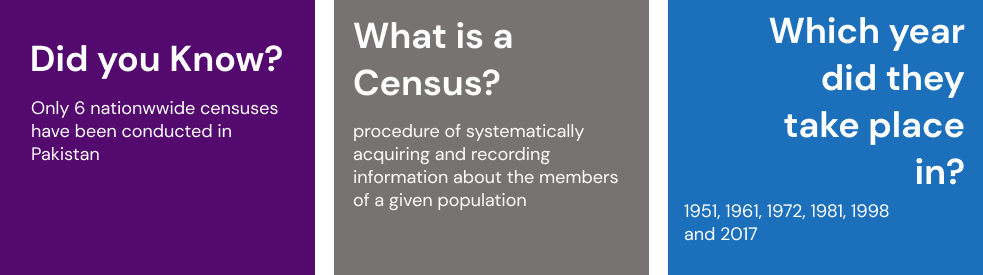 Did you Know?
Only 6 nationwwide censuses
have been conducted in
Pakistan
What is a
Census?
procedure of systematically
acquiring and recording
information about the members
of a given population
Which year
did they
take place
in?
1951, 1961, 1972, 1981, 1998
and 2017